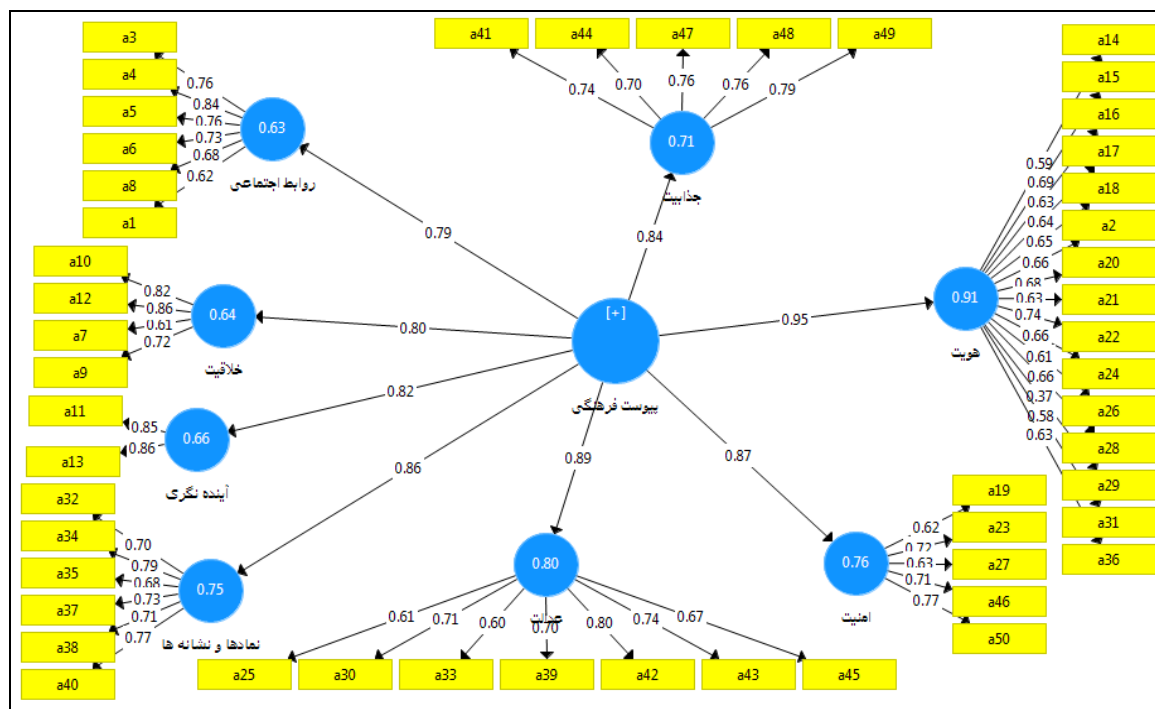 a3
a4
a5
a6
a8
a1
0.76
0.84
0.76
0.73
0.68
0.62
0.63
روابط اجتماعی
0.79
a41
a44
a47
a48
a49
0.74
0.70
0.76
0.76
0.79
0.71
جذابیت
0.84
a14
a15
a16
a17
a18
a2
a20
a21
a22
a24
a26
a28
a29
a31
a36
0.59
0.69
0.63
0.64
0.65
0.66
0.68
0.63
0.74
0.66
0.61
0.66
0.37
0.58
0.63
0.91
هویت
0.95
a10
a12
a7
a9
0.82
0.86
0.61
0.72
0.64
خلاقیت
0.80
[+]
پیوست فرهنگی
a11
a13
0.85
0.86
0.66
آینده نگری
0.82
a32
a34
a35
a37
a38
a40
0.70
0.79
0.68
0.73
0.71
0.77
0.75
نمادها و نشانه ها
0.86
0.89
0.80
عدالت
0.61
0.71
0.60
0.70
0.80
0.74
0.67
a25
a30
a33
a39
a42
a43
a45
0.87
0.76
امنیت
0.62
0.72
0.63
0.71
0.77
a19
a23
a27
a46
a50